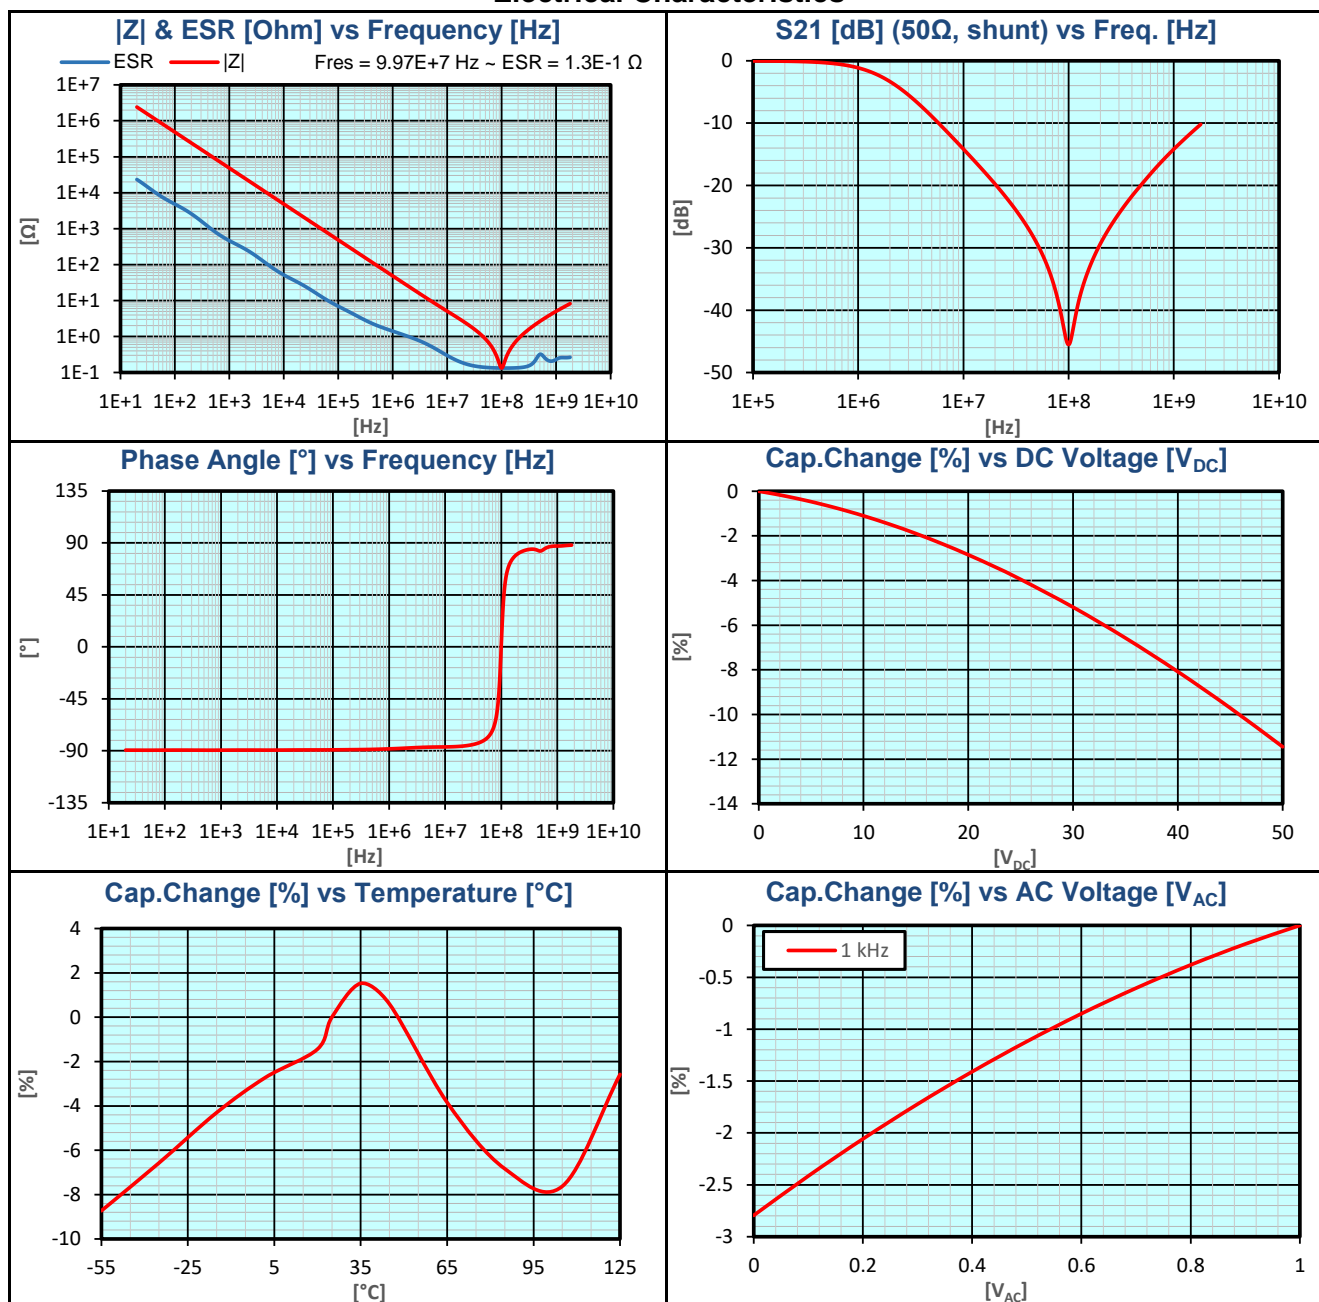 |Z| & ESR [Ohm] vs Frequency [Hz]
ESR |Z| Fres = 9.97E+7 Hz ~ ESR = 1.3E-1 Ω
1E+7
1E+6
1E+5
1E+4
1E+3
1E+2
1E+1
1E+0
1E-1
[Ω]
1E+1 1E+2 1E+3 1E+4 1E+5 1E+6 1E+7 1E+8 1E+9 1E+10
[Hz]
S21 [dB] (50Ω, shunt) vs Freq. [Hz]
0
-10
-20
-30
-40
-50
[dB]
1E+5 1E+6 1E+7 1E+8 1E+9 1E+10
[Hz]
Phase Angle [°] vs Frequency [Hz]
135
90
45
0
-45
-90
-135
[°]
1E+1 1E+2 1E+3 1E+4 1E+5 1E+6 1E+7 1E+8 1E+9 1E+10
[Hz]
Cap.Change [%] vs DC Voltage [VDC]
0
-2
-4
-6
-8
-10
-12
-14
[%]
0 10 20 30 40 50
[VDC]
Cap.Change [%] vs Temperature [°C]
4
2
0
-2
-4
-6
-8
-10
[%]
-55 -25 5 35 65 95 125
[°C]
Cap.Change [%] vs AC Voltage [VAC]
1 kHz
0
-0.5
-1
-1.5
-2
-2.5
-3
[%]
0 0.2 0.4 0.6 0.8 1
[VAC]